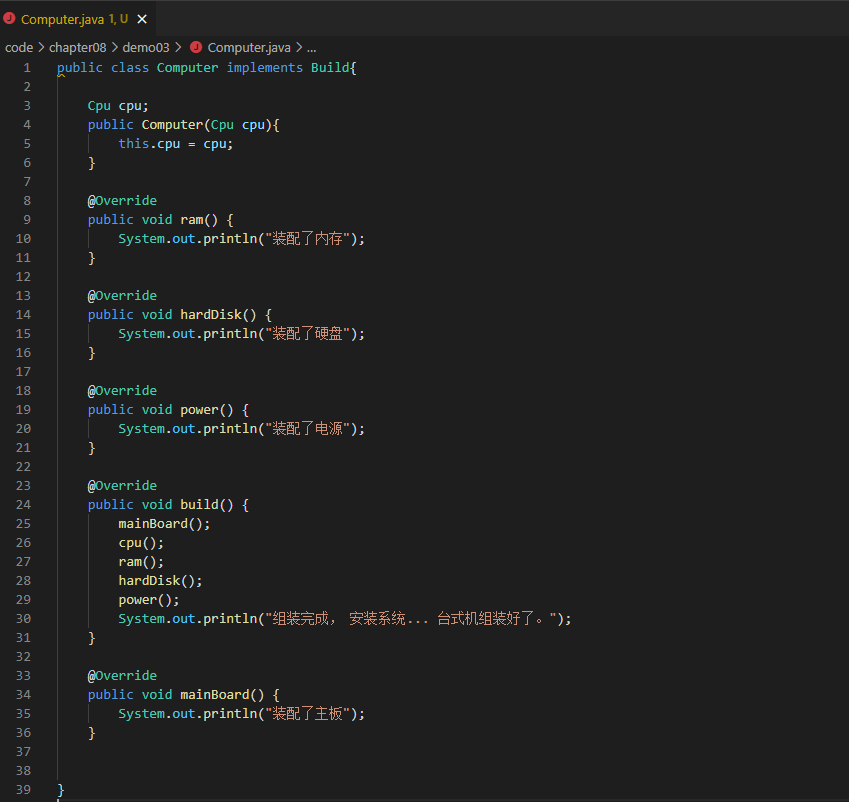 Computer.java 1, U
code > chapter08 > demo03 > Computer.java > ...
1 public class Computer implements Build{
2
3 Cpu cpu;
4 public Computer(Cpu cpu){
5 this.cpu = cpu;
6 }
7
8 @Override
9 public void ram() {
10 System.out.println("装配了内存");
11 }
12
13 @Override
14 public void hardDisk() {
15 System.out.println("装配了硬盘");
16 }
17
18 @Override
19 public void power() {
20 System.out.println("装配了电源");
21 }
22
23 @Override
24 public void build() {
25 mainBoard();
26 cpu();
27 ram();
28 hardDisk();
29 power();
30 System.out.println("组装完成， 安装系统... 台式机组装好了。");
31 }
32
33 @Override
34 public void mainBoard() {
35 System.out.println("装配了主板");
36 }
37
38
39 }